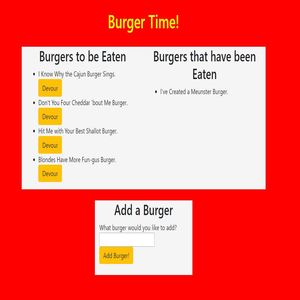 Burger Time!
Burgers to be Eaten
I Know Why the Cajun Burger Sings.
Devour
Don't You Four Cheddar 'bout Me Burger.
Devour
Hit Me with Your Best Shallot Burger.
Devour
Blondes Have More Fun-gus Burger.
Devour
Burgers that have been
Eaten
I've Created a Meunster Burger.
Add a Burger
What burger would you like to add?
Add Burger!